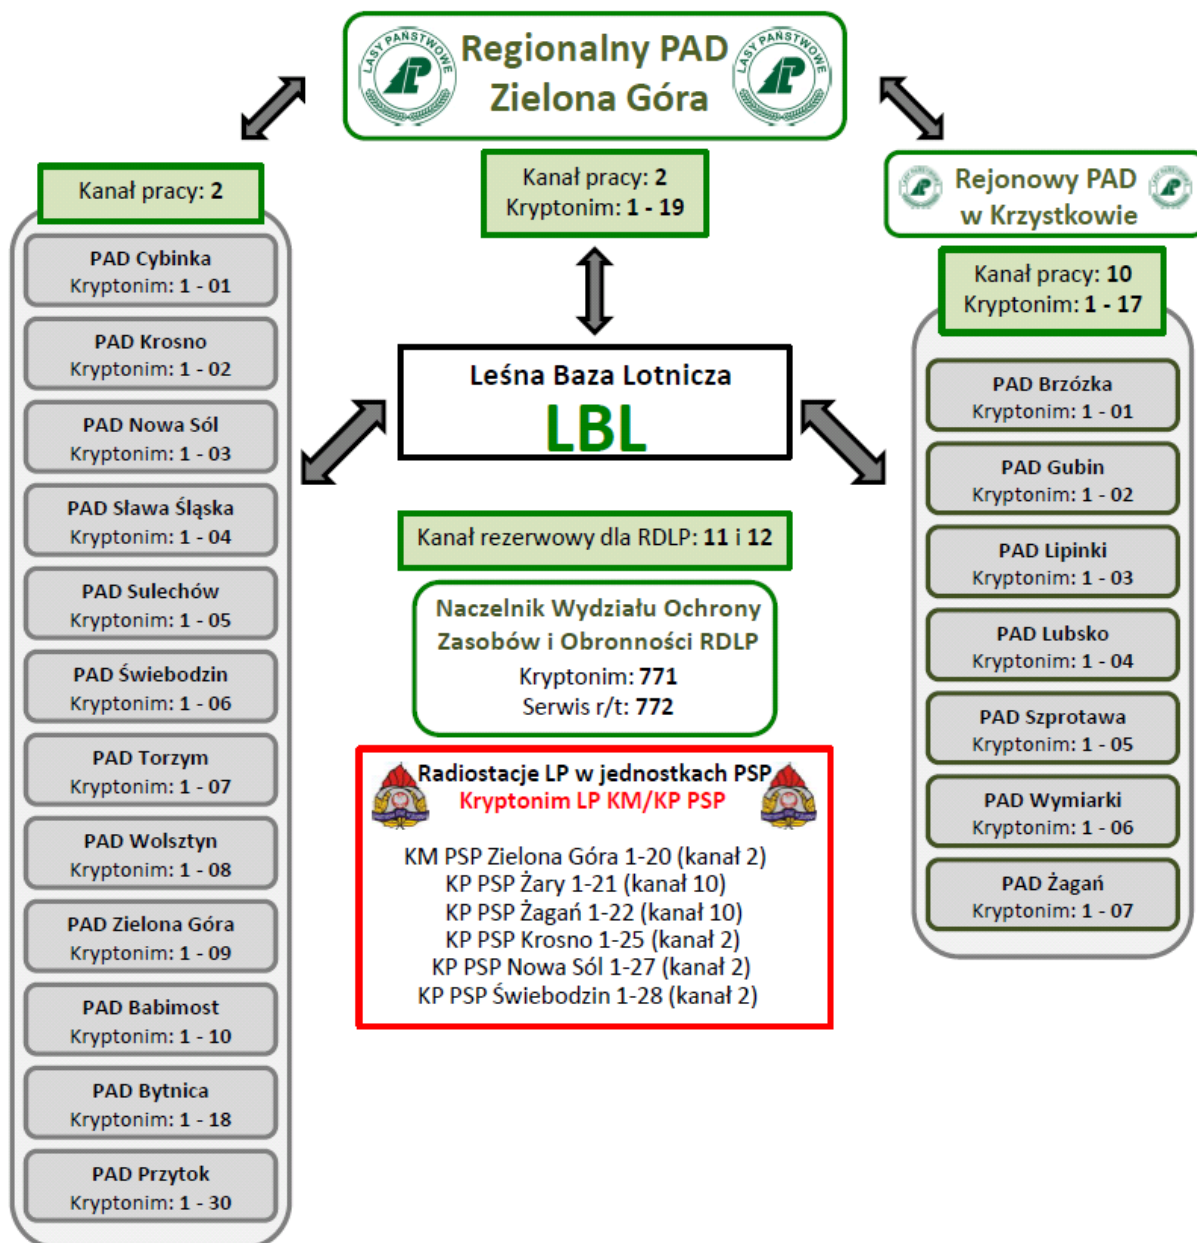 Regionalny PAD
Zielona Góra
LASY PAŃSTWOWE
LASY PAŃSTWOWE
Kanał pracy: 2
Kryptonim: 1 - 19
Kanał pracy: 2
PAD Cybinka
Kryptonim: 1 - 01
PAD Krosno
Kryptonim: 1 - 02
PAD Nowa Sól
Kryptonim: 1 - 03
PAD Sława Śląska
Kryptonim: 1 - 04
PAD Sulechów
Kryptonim: 1 - 05
PAD Świebodzin
Kryptonim: 1 - 06
PAD Torzym
Kryptonim: 1 - 07
PAD Wolsztyn
Kryptonim: 1 - 08
PAD Zielona Góra
Kryptonim: 1 - 09
PAD Babimost
Kryptonim: 1 - 10
PAD Bytnica
Kryptonim: 1 - 18
PAD Przytok
Kryptonim: 1 - 30
Leśna Baza Lotnicza
LBL
Kanał rezerwowy dla RDLP: 11 i 12
Naczelnik Wydziału Ochrony
Zasobów i Obronności RDLP
Kryptonim: 771
Serwis r/t: 772
Radiostacje LP w jednostkach PSP
Kryptonim LP KM/KP PSP
KM PSP Zielona Góra 1-20 (kanał 2)
KP PSP Żary 1-21 (kanał 10)
KP PSP Żagań 1-22 (kanał 10)
KP PSP Krosno 1-25 (kanał 2)
KP PSP Nowa Sól 1-27 (kanał 2)
KP PSP Świebodzin 1-28 (kanał 2)
Rejonowy PAD
w Krzystkowie
Kanał pracy: 10
Kryptonim: 1 - 17
PAD Brzózka
Kryptonim: 1 - 01
PAD Gubin
Kryptonim: 1 - 02
PAD Lipinki
Kryptonim: 1 - 03
PAD Lubsko
Kryptonim: 1 - 04
PAD Szprotawa
Kryptonim: 1 - 05
PAD Wymiarki
Kryptonim: 1 - 06
PAD Żagań
Kryptonim: 1 - 07